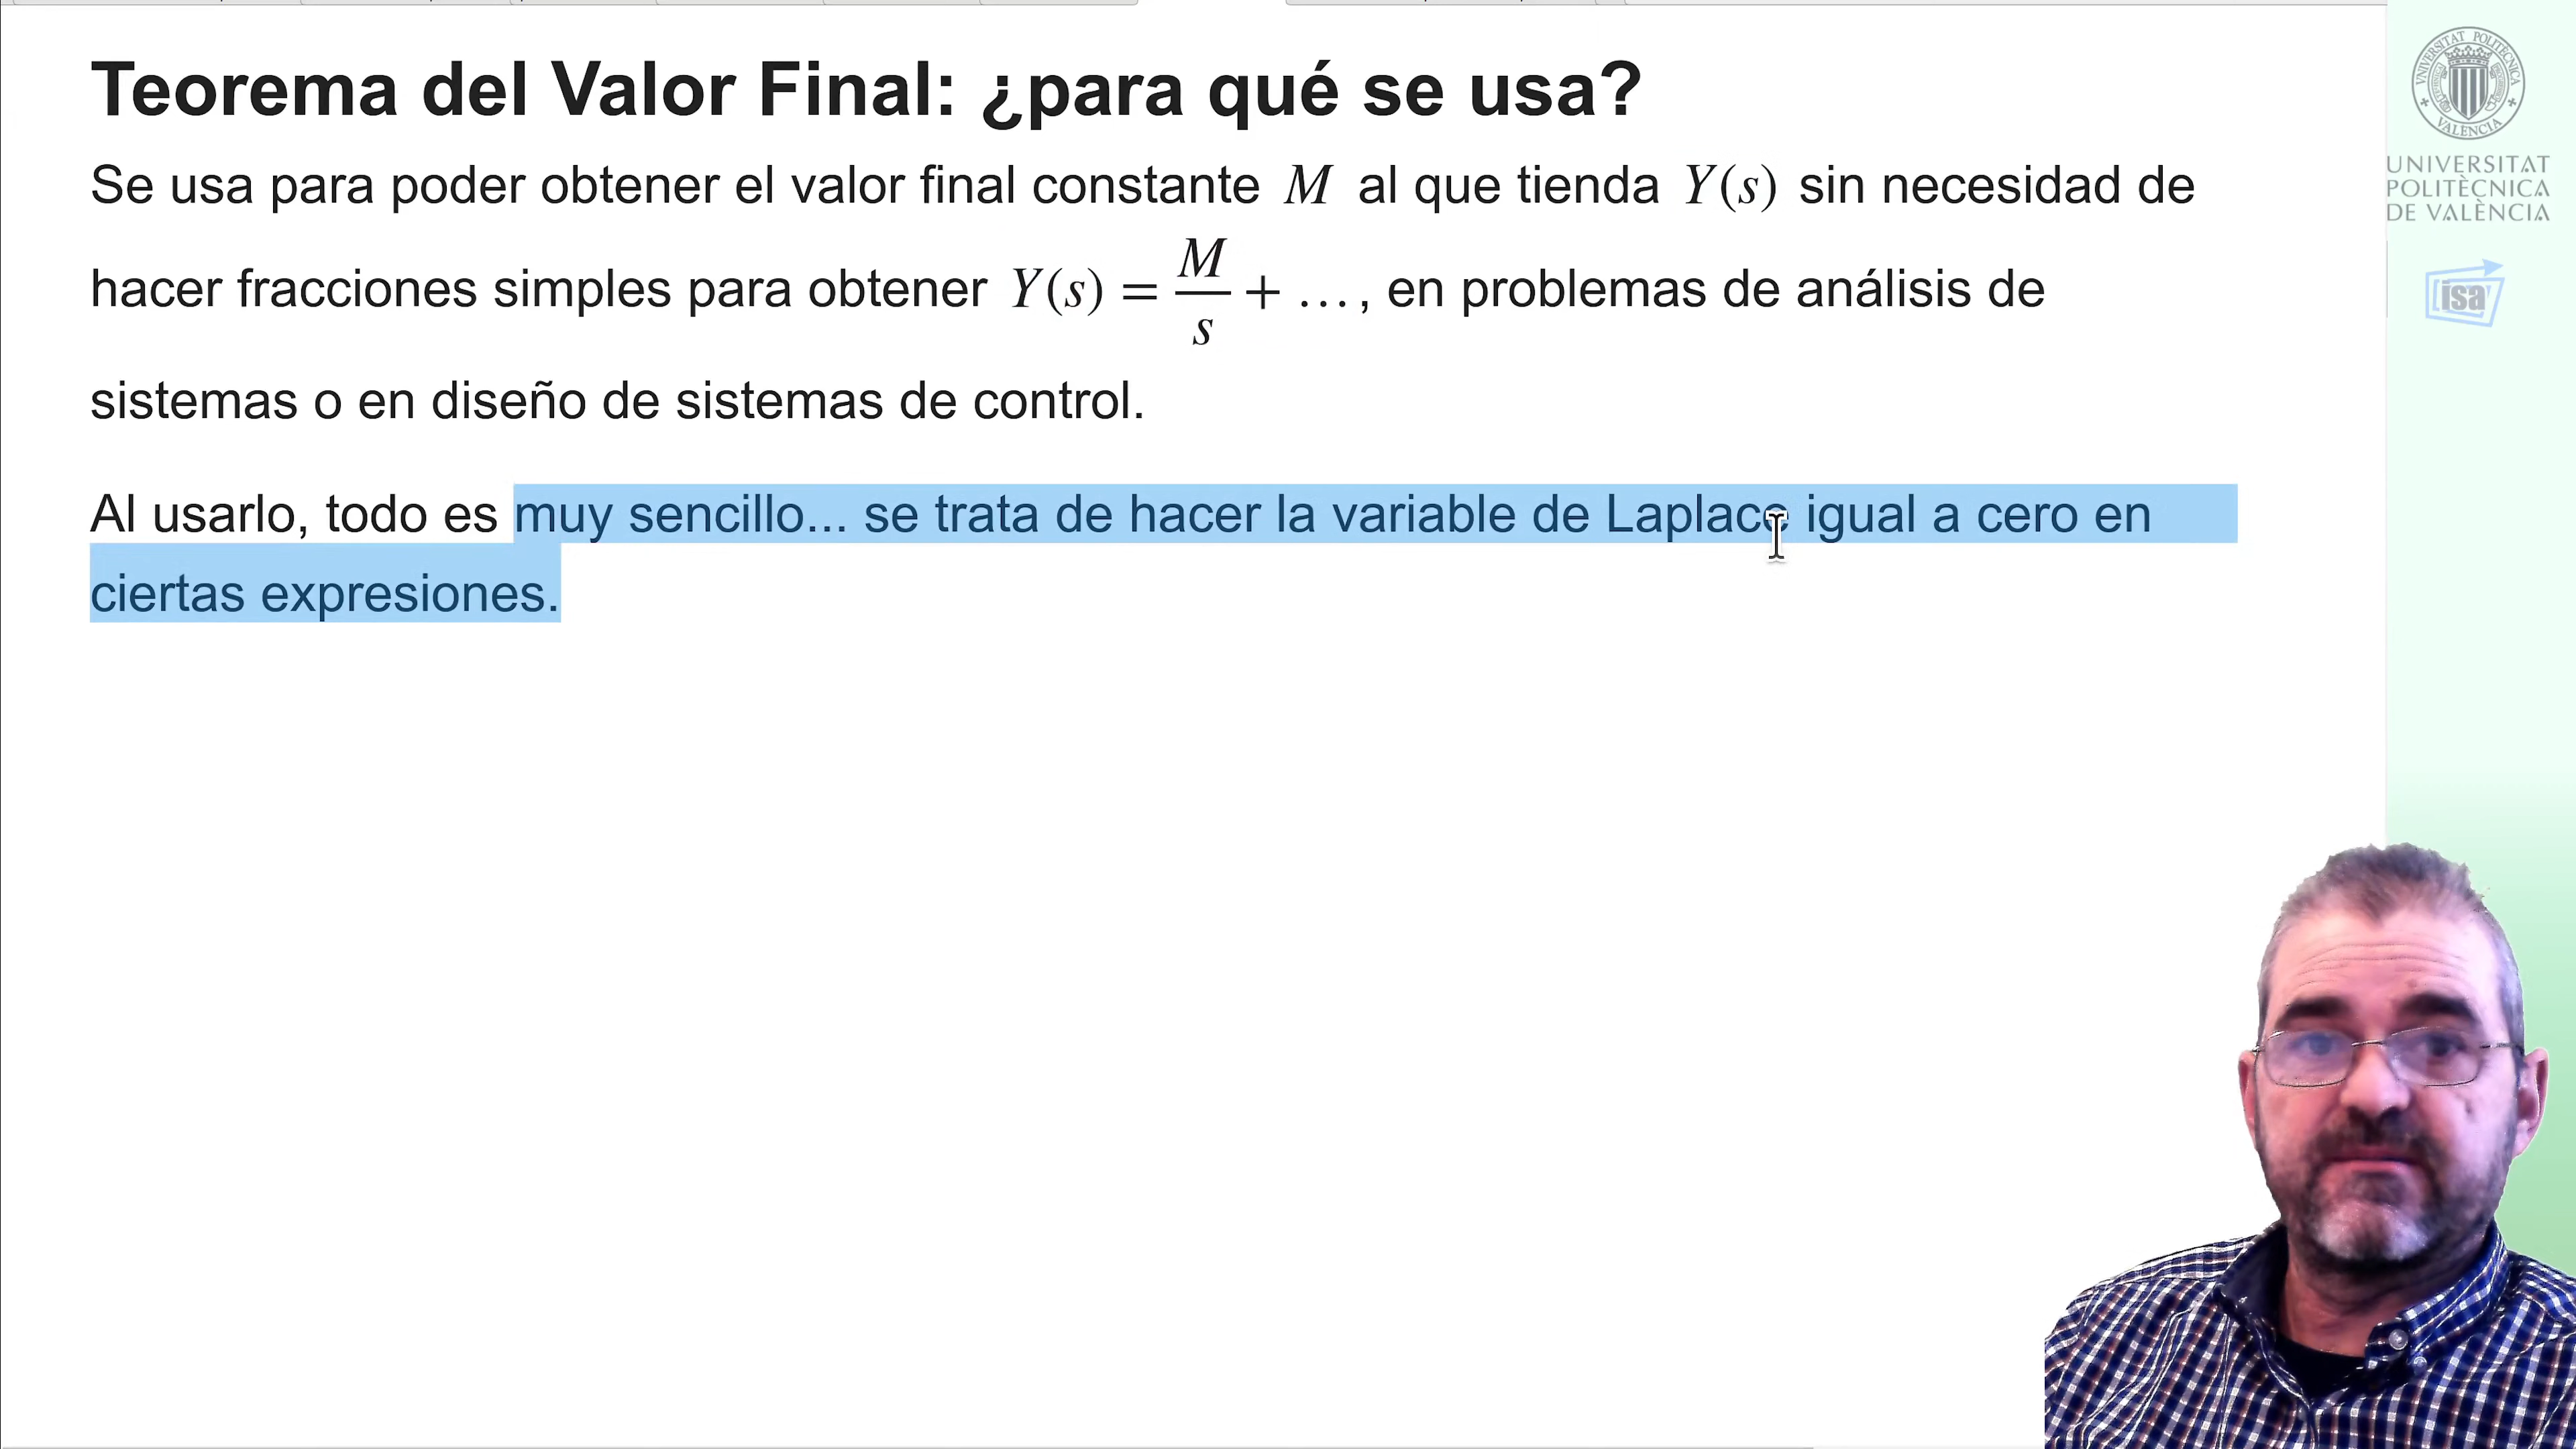 Teorema del Valor Final: ¿para qué se usa?
Se usa para poder obtener el valor final constante M al que tienda Y(s) sin necesidad de
hacer fracciones simples para obtener Y(s) = M/s + …, en problemas de análisis de
sistemas o en diseño de sistemas de control.
Al usarlo, todo es muy sencillo... se trata de hacer la variable de Laplace igual a cero en
ciertas expresiones.
UNIVERSITAT POLITÈCNICA
VALÈNCIA
UNIVERSITAT
POLITÈCNICA
DE VALÈNCIA
isa